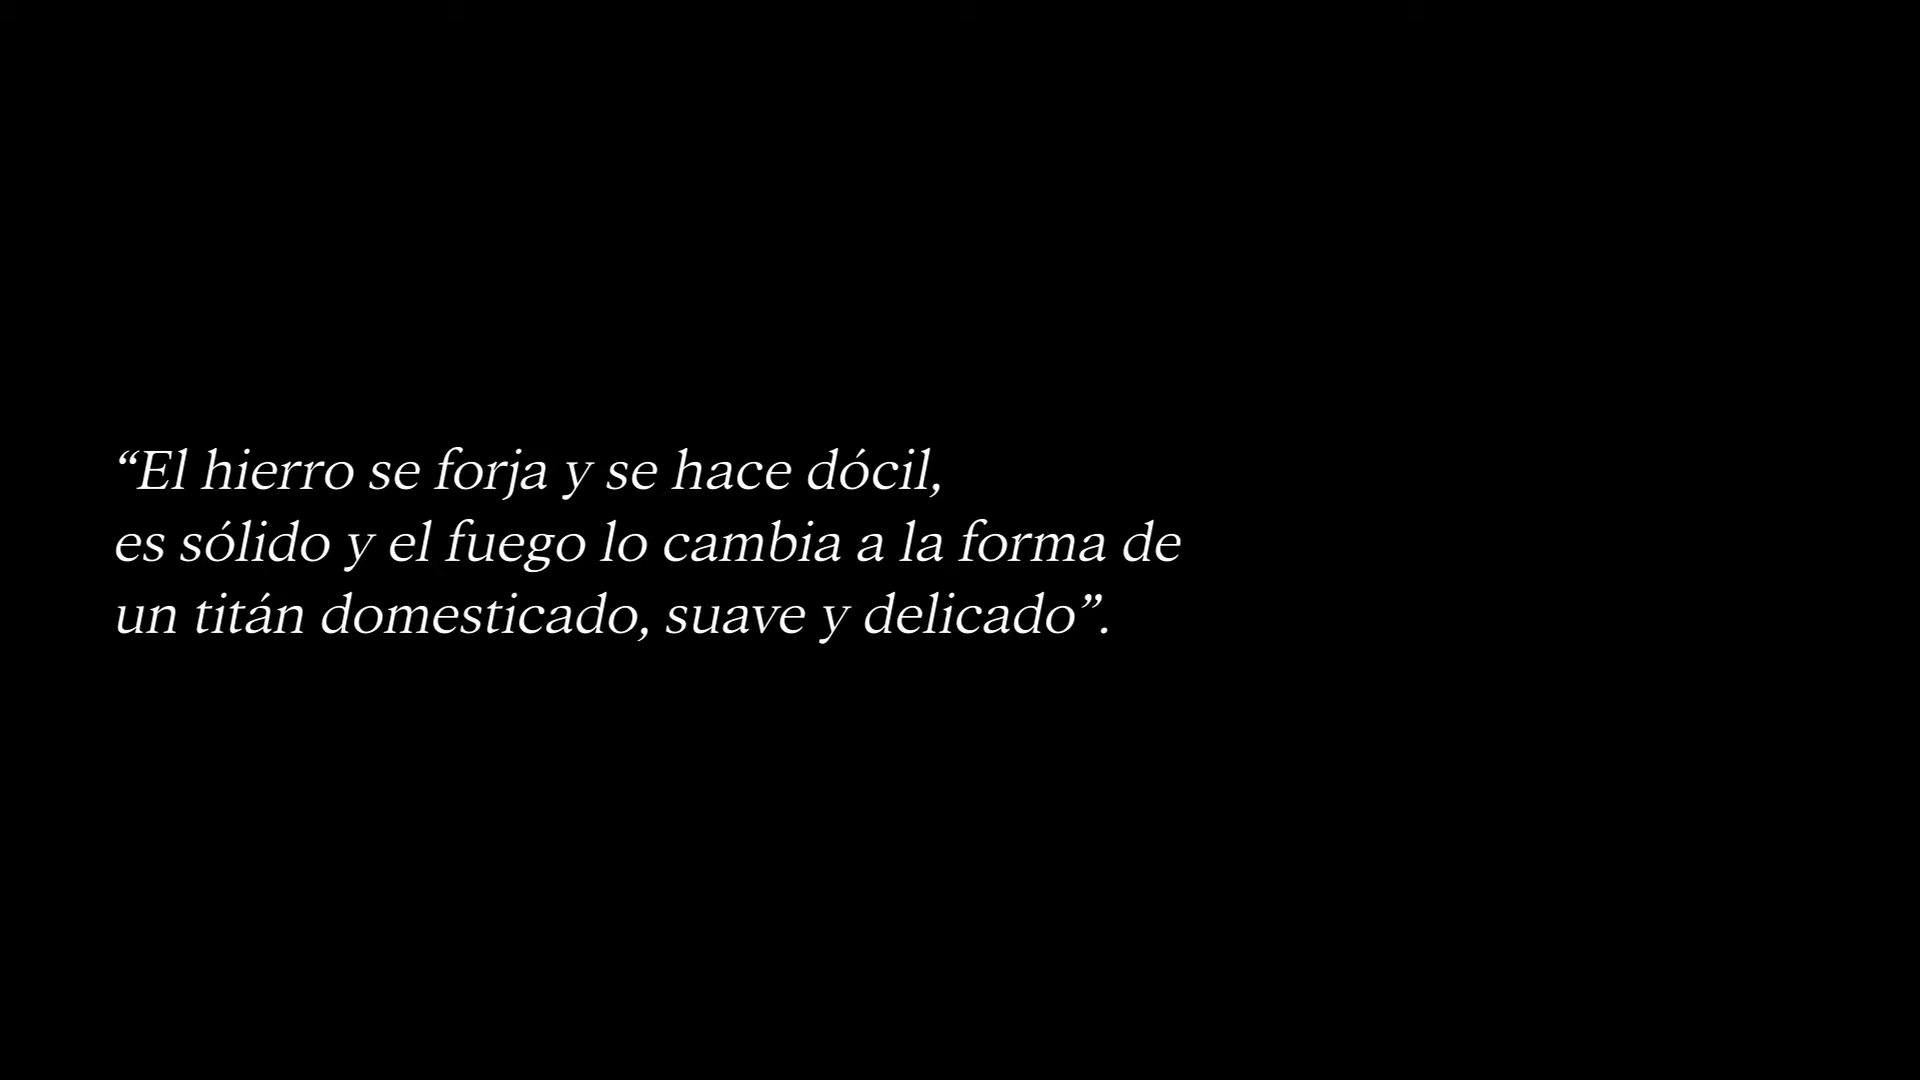 “El hierro se forja y se hace dócil,
es sólido y el fuego lo cambia a la forma de
un titán domesticado, suave y delicado”.